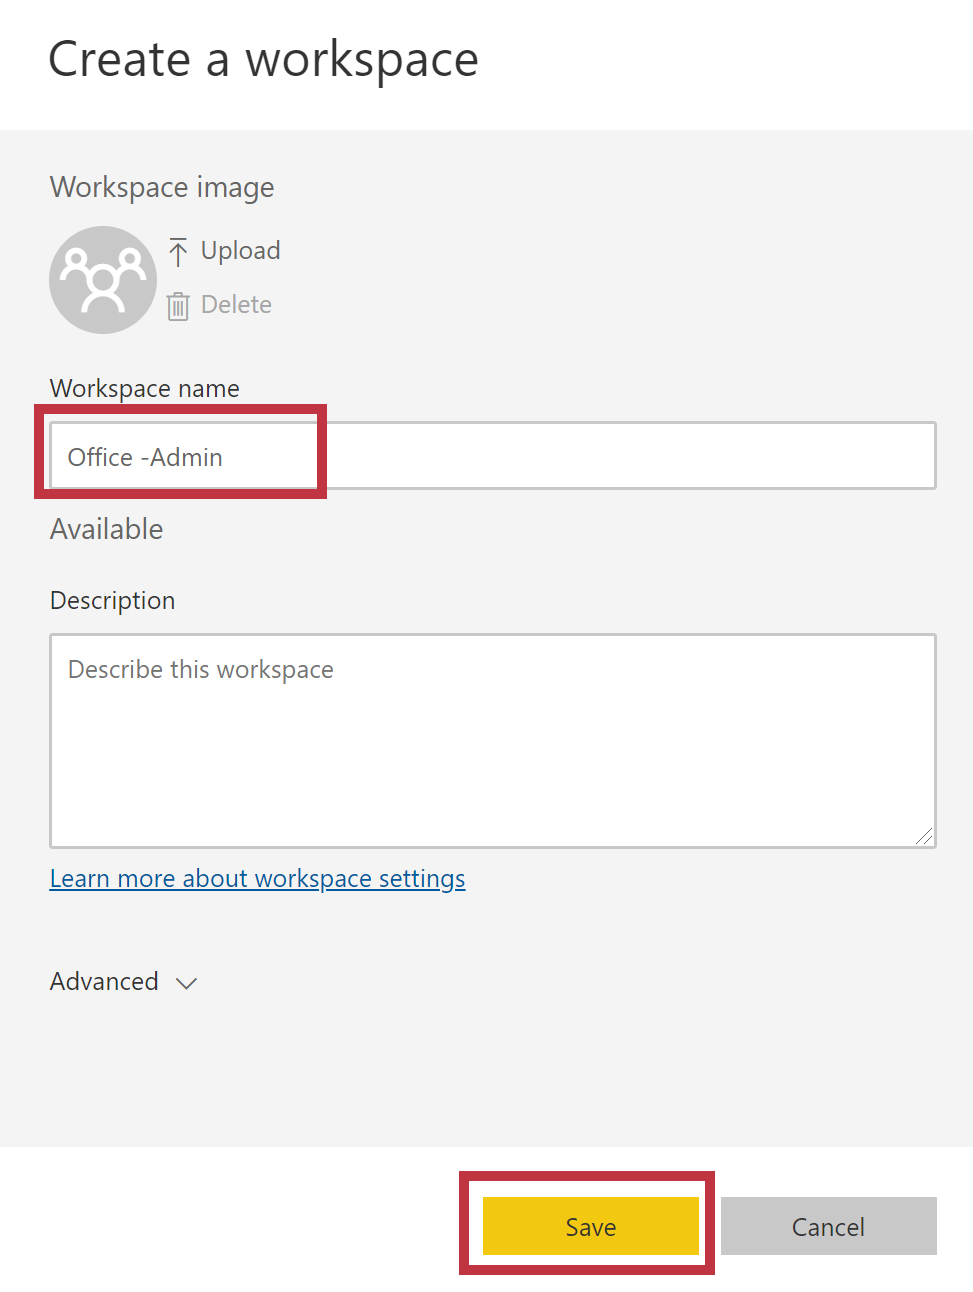 Create a workspace
Workspace image
Upload
Delete
Workspace name
Office -Admin
Available
Description
Describe this workspace
Learn more about workspace settings
Advanced
Save Cancel